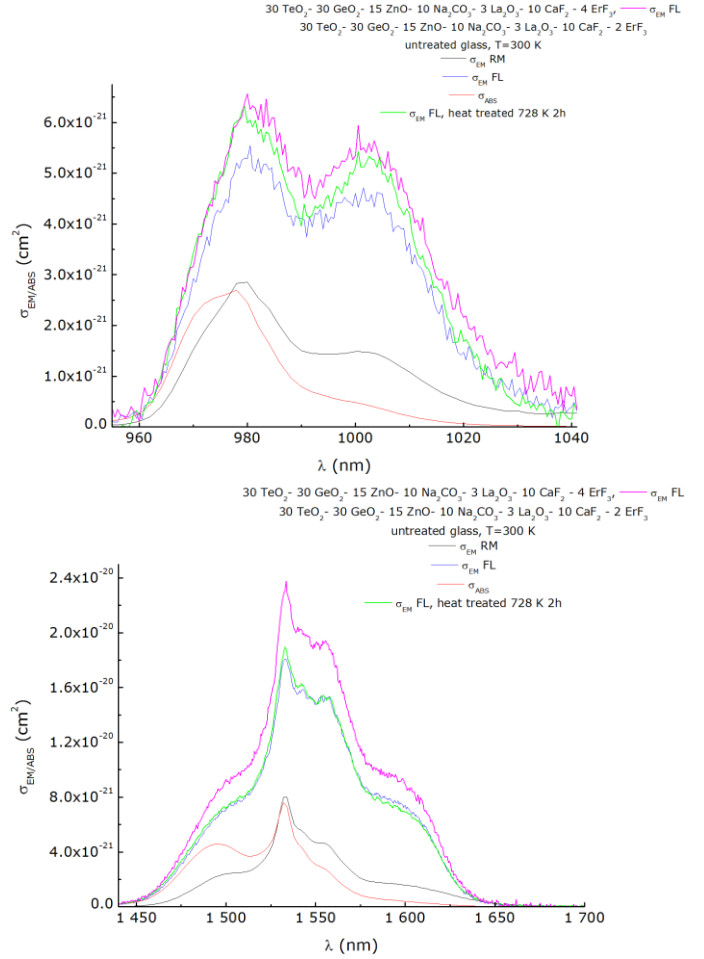 30 TeO₂- 30 GeO₂- 15 ZnO- 10 Na₂CO₃- 3 La₂O₃- 10 CaF₂ - 4 ErF₃, σEM FL
30 TeO₂- 30 GeO₂- 15 ZnO- 10 Na₂CO₃- 3 La₂O₃- 10 CaF₂ - 2 ErF₃
untreated glass, T=300 K
σEM RM
σEM FL
σABS
σEM FL, heat treated 728 K 2h
6.0x10⁻²¹
5.0x10⁻²¹
4.0x10⁻²¹
3.0x10⁻²¹
2.0x10⁻²¹
1.0x10⁻²¹
0.0
σEM/ABS (cm²)
960 980 1000 1020 1040
λ (nm)
30 TeO₂- 30 GeO₂- 15 ZnO- 10 Na₂CO₃- 3 La₂O₃- 10 CaF₂ - 4 ErF₃, σEM FL
30 TeO₂- 30 GeO₂- 15 ZnO- 10 Na₂CO₃- 3 La₂O₃- 10 CaF₂ - 2 ErF₃
untreated glass, T=300 K
σEM RM
σEM FL
σABS
σEM FL, heat treated 728 K 2h
2.4x10⁻²⁰
2.0x10⁻²⁰
1.6x10⁻²⁰
1.2x10⁻²⁰
8.0x10⁻²¹
4.0x10⁻²¹
0.0
σEM/ABS (cm²)
1 450 1 500 1 550 1 600 1 650 1 700
λ (nm)